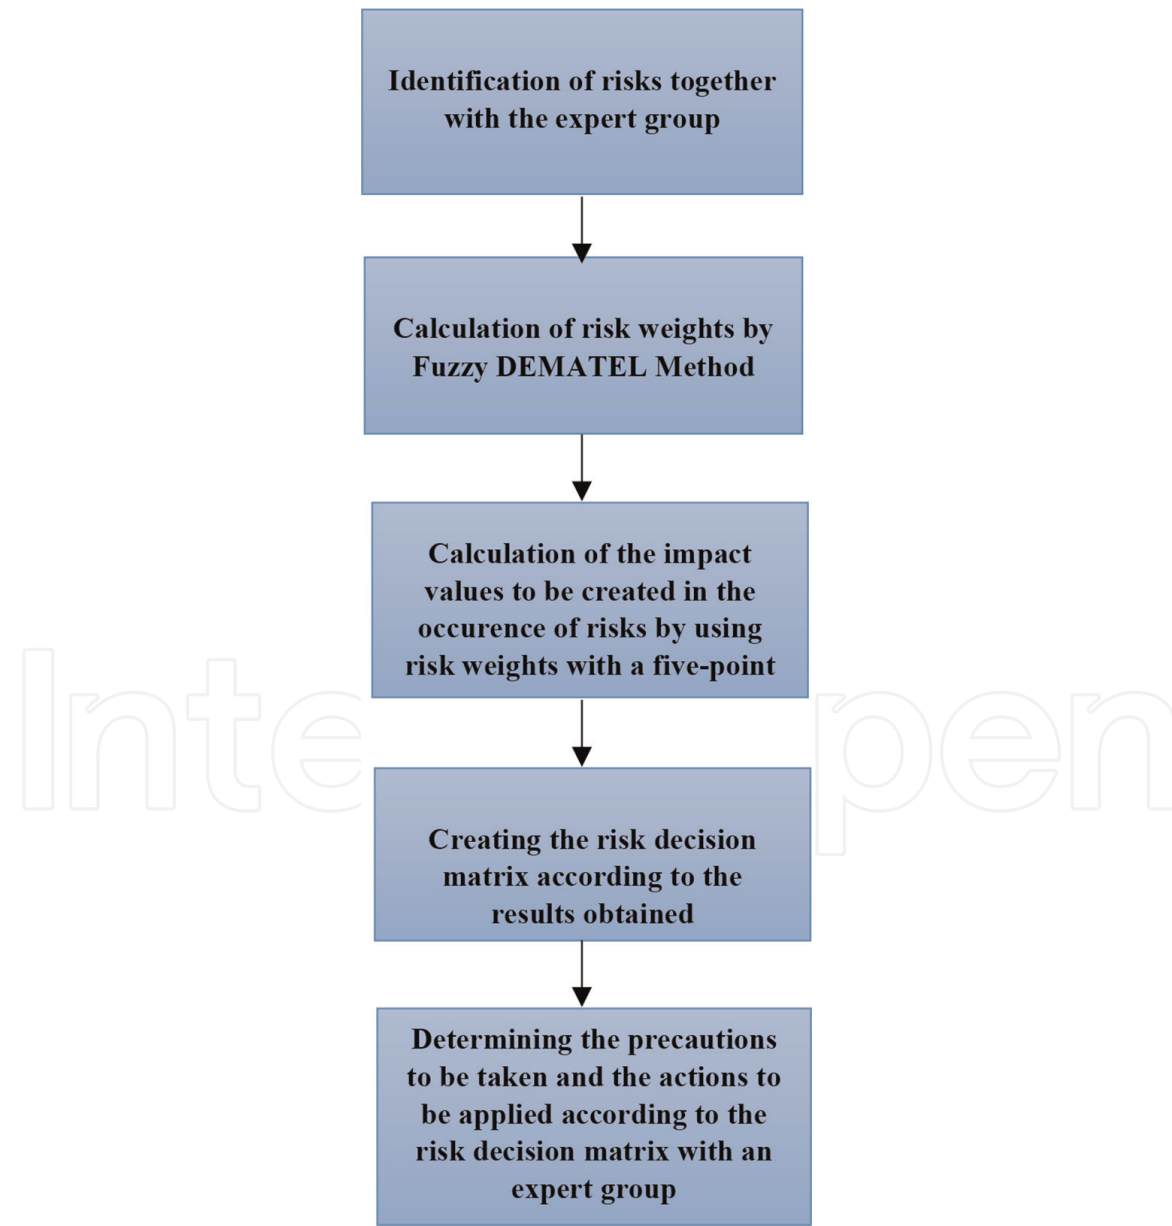 Identification of risks together
with the expert group
Calculation of risk weights by
Fuzzy DEMATEL Method
Calculation of the impact
values to be created in the
occurence of risks by using
risk weights with a five-point
Creating the risk decision
matrix according to the
results obtained
Determining the precautions
to be taken and the actions to
be applied according to the
risk decision matrix with an
expert group
Inte pen